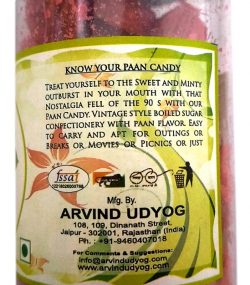 KNOW YOUR PAAN CANDY
TREAT YOURSELF TO THE SWEET AND MINTY
OUTBURST IN YOUR MOUTH WITH THAT
NOSTALGIA FELL OF THE 90 S WITH OUR
PAAN CANDY. VINTAGE STYLE BOILED SUGAR
CONFECTIONERY WITH PAAN FLAVOR. EASY
TO CARRY AND APT FOR OUTINGS OR
BREAKS OR MOVIES OR PICNICS OR JUST
fssai
Mfg. By.
ARVIND UDYOG
108, 109, Dinanath Street,
Jaipur - 302001, Rajasthan (India)
Ph. : +91-9460407018
For Comments & Suggestions:
info@arvindudyog.com
www.arvindudyog.com